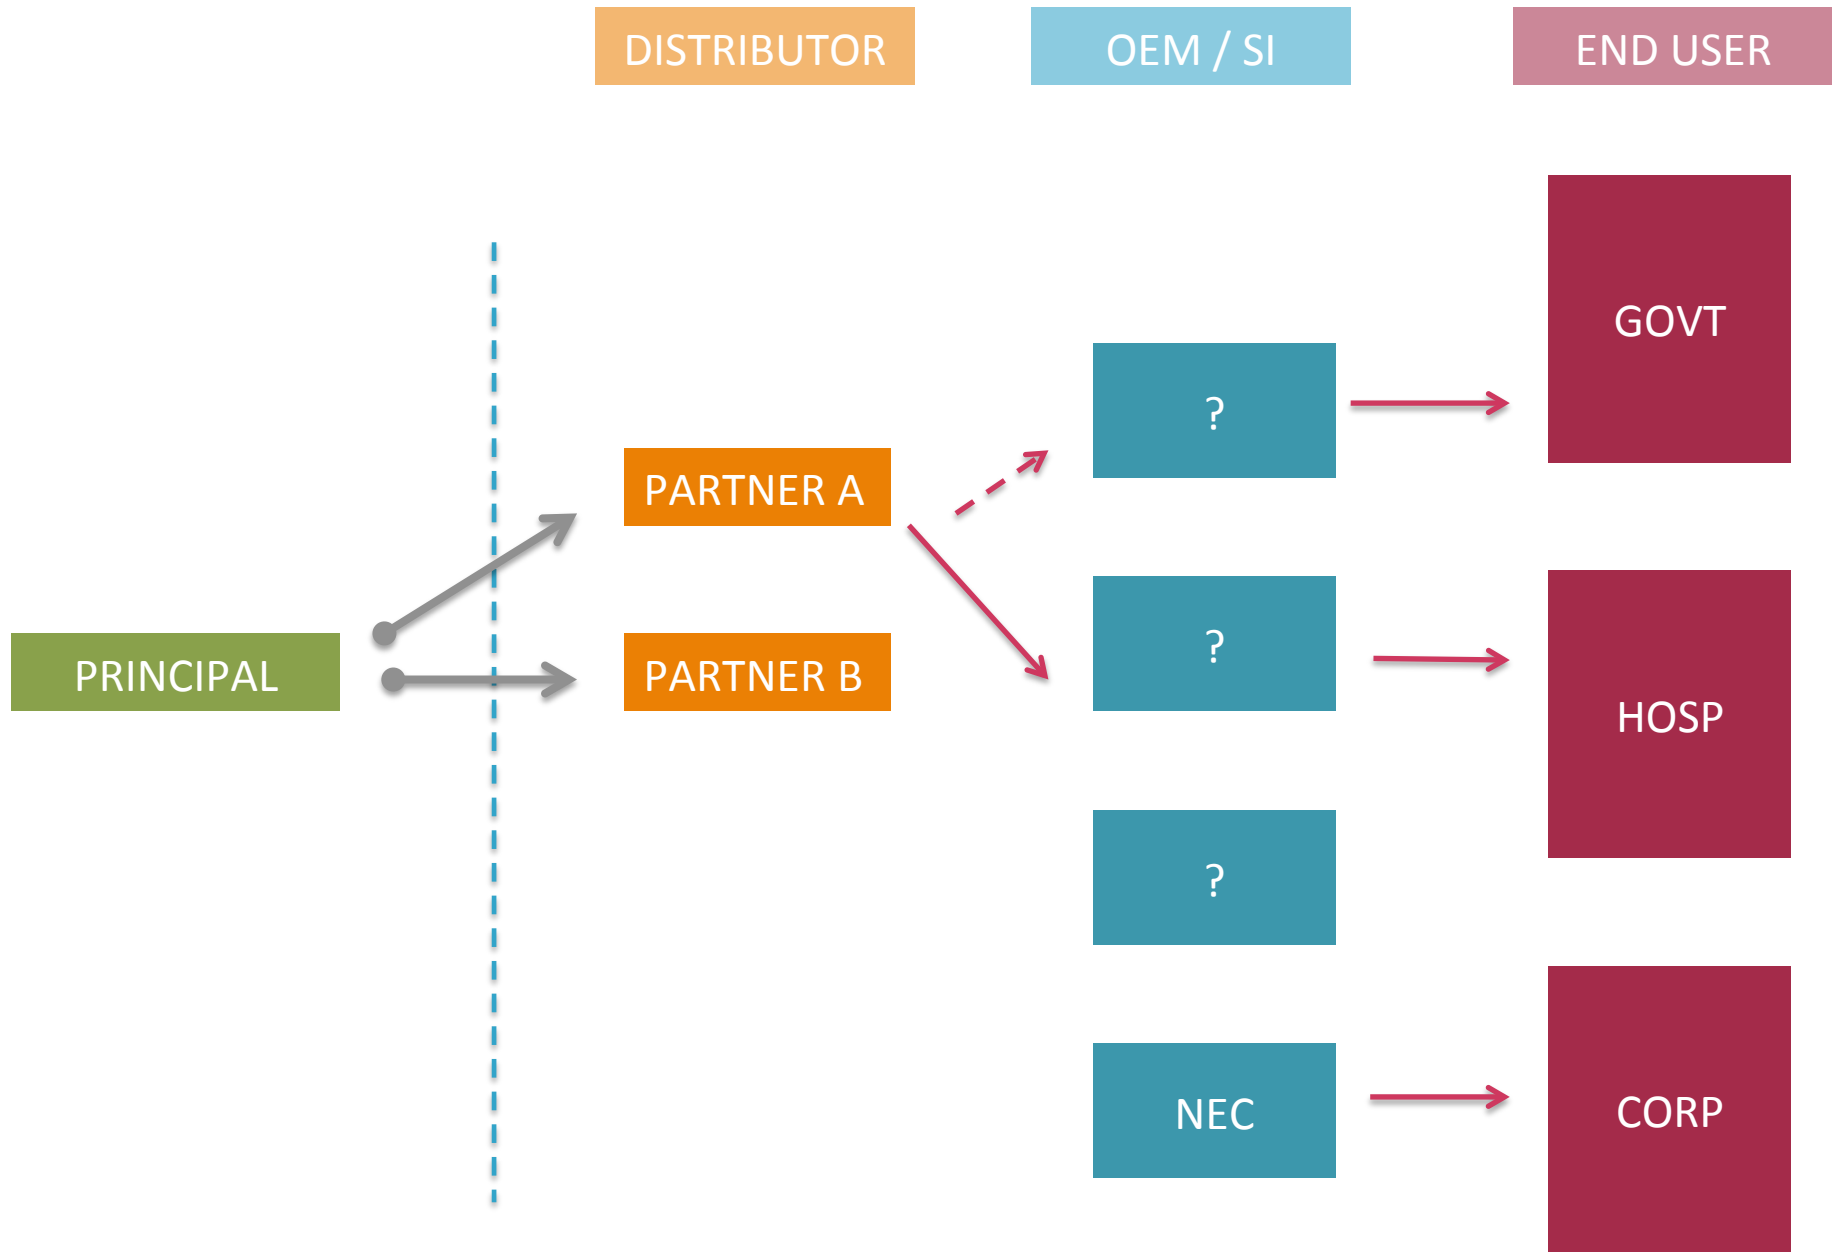 DISTRIBUTOR
OEM / SI
END USER
GOVT
?
PARTNER A
?
PRINCIPAL
PARTNER B
HOSP
?
NEC
CORP